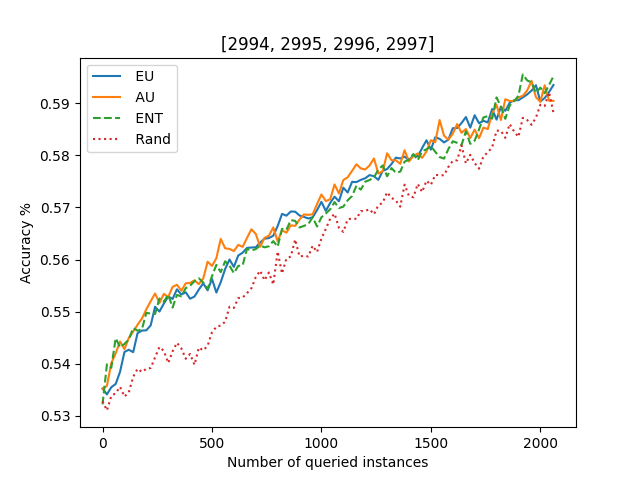 [2994, 2995, 2996, 2997]
EU
AU
ENT
Rand
Accuracy %
0.59
0.58
0.57
0.56
0.55
0.54
0.53
0 500 1000 1500 2000
Number of queried instances